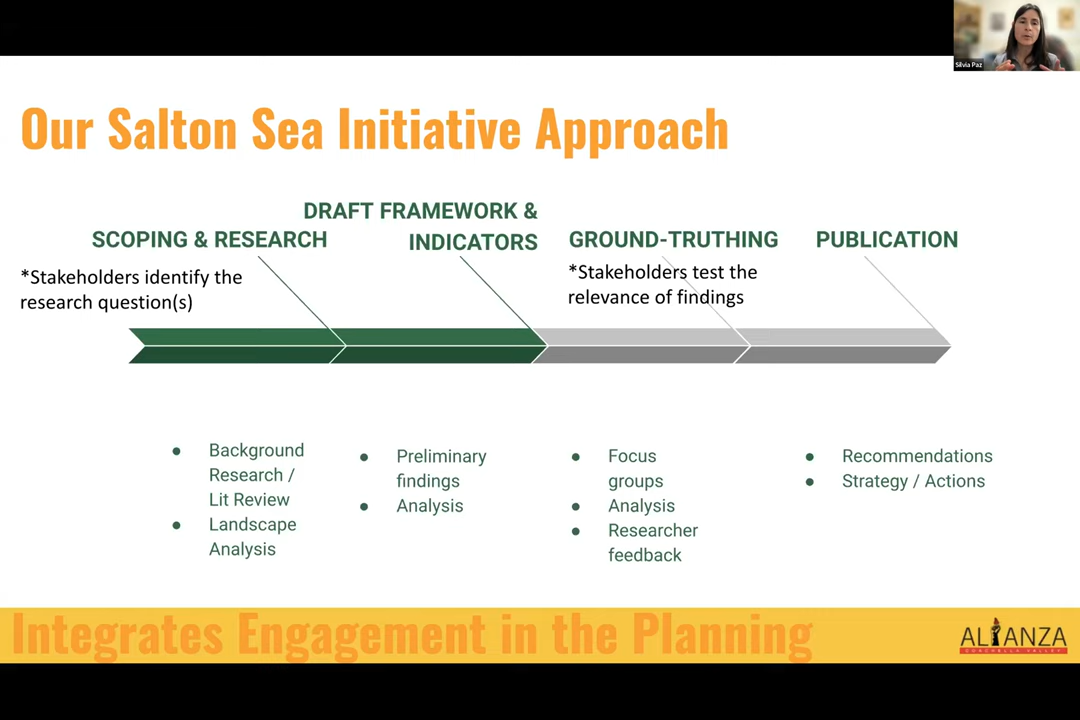 Silvia Paz
Our Salton Sea Initiative Approach
SCOPING & RESEARCH
*Stakeholders identify the
research question(s)
DRAFT FRAMEWORK &
INDICATORS
GROUND-TRUTHING
*Stakeholders test the
relevance of findings
PUBLICATION
● Background
Research /
Lit Review
● Landscape
Analysis
● Preliminary
findings
● Analysis
● Focus
groups
● Analysis
● Researcher
feedback
● Recommendations
● Strategy / Actions
Integrates Engagement in the Planning
ALIANZA
COACHELLA VALLEY